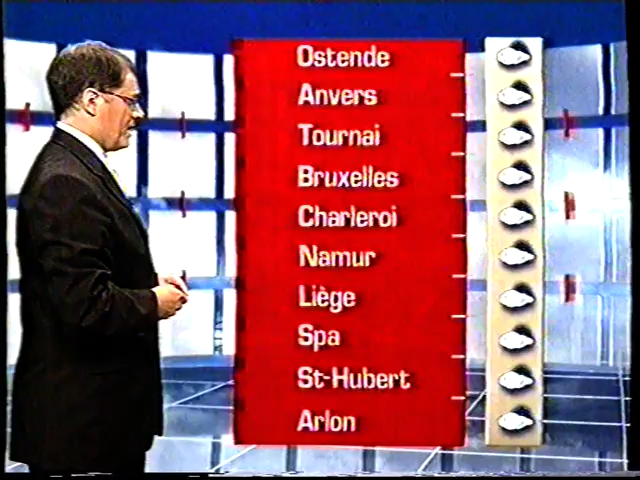 Ostende
Anvers
Tournai
Bruxelles
Charleroi
Namur
Liège
Spa
St-Hubert
Arlon